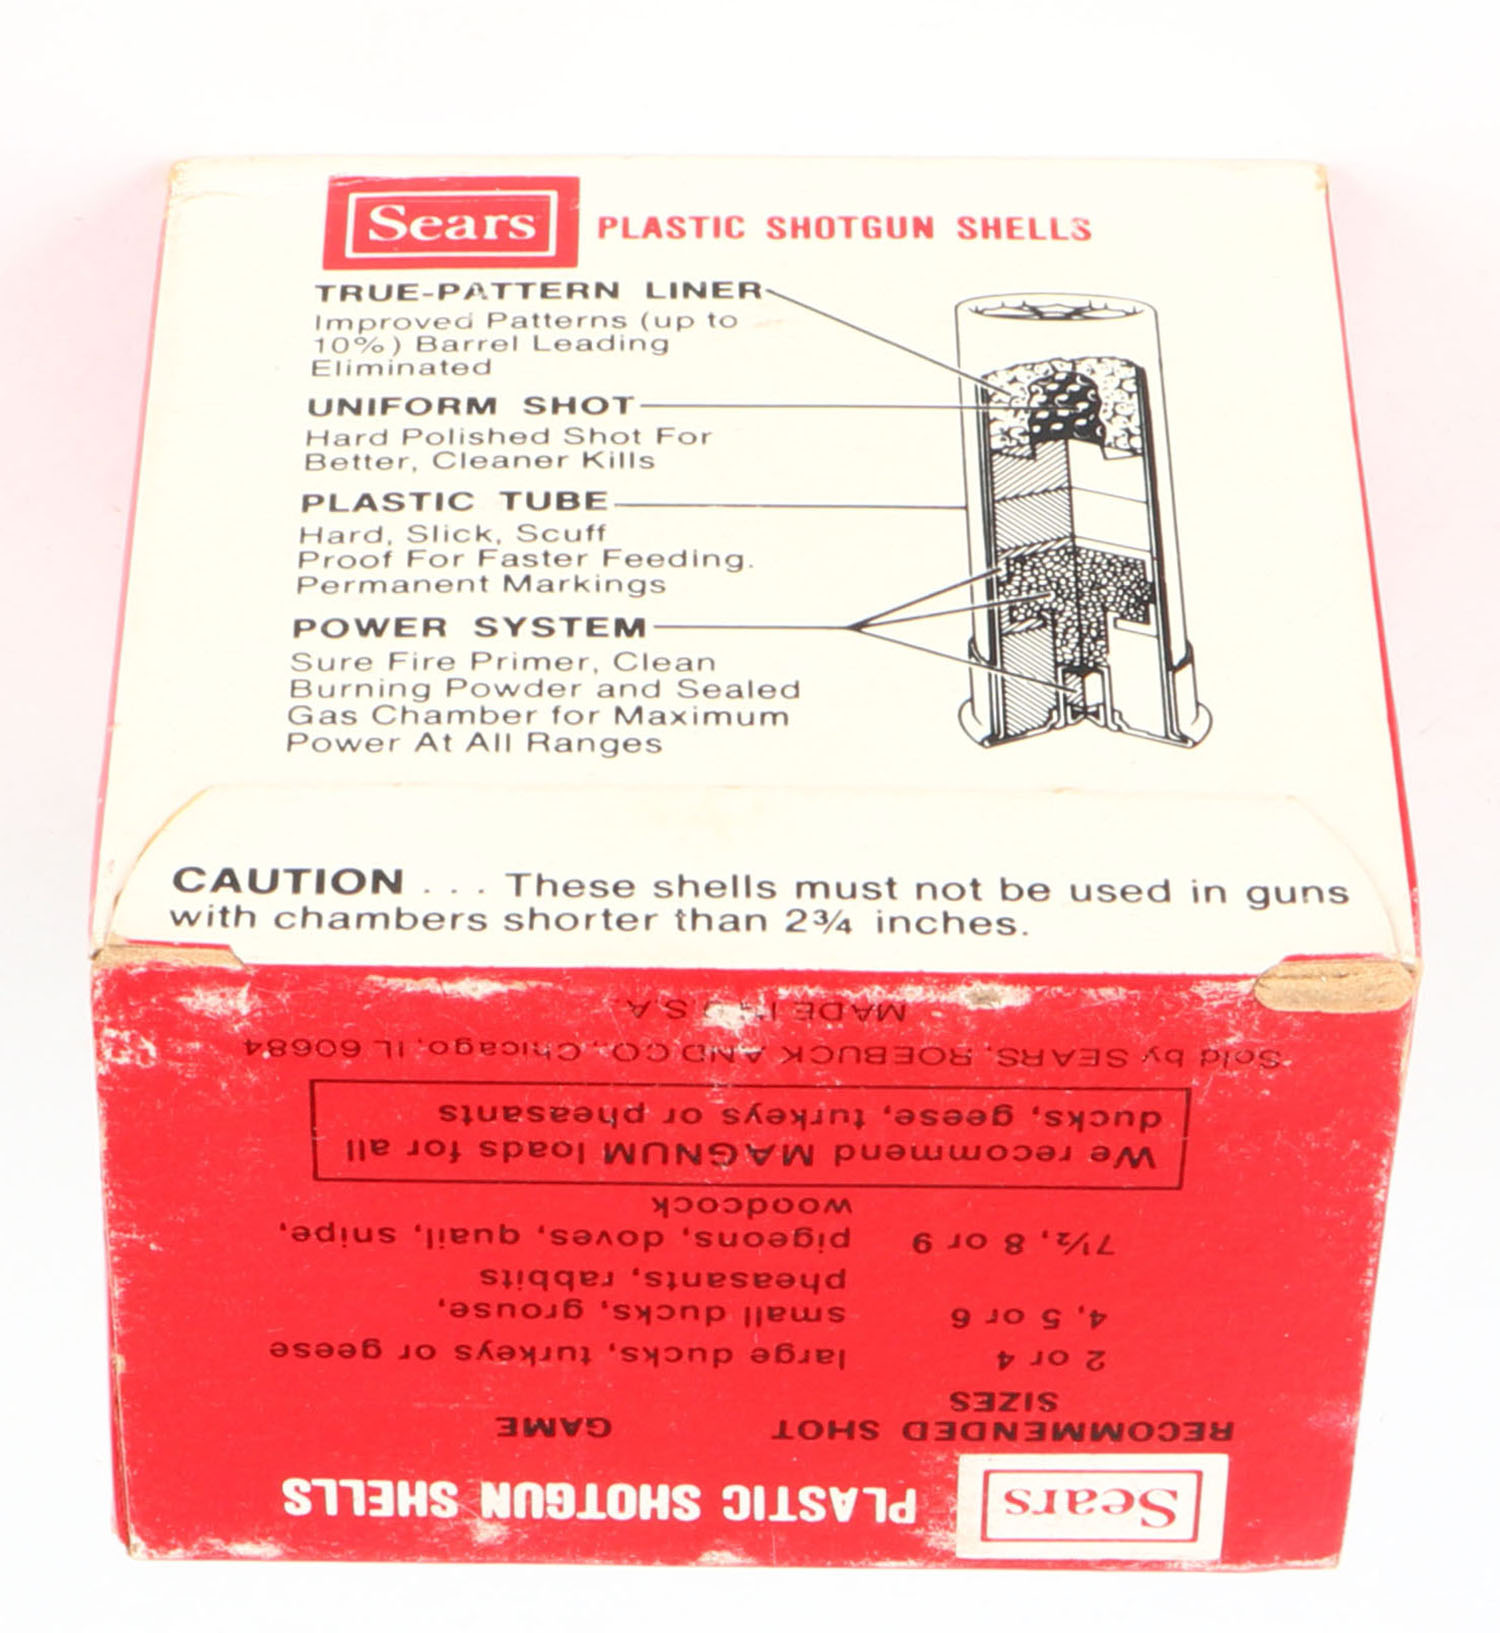 Sears PLASTIC SHOTGUN SHELLS
TRUE-PATTERN LINER
Improved Patterns (up to
10%) Barrel Leading
Eliminated
UNIFORM SHOT
Hard Polished Shot For
Better, Cleaner Kills
PLASTIC TUBE
Hard, Slick, Scuff
Proof For Faster Feeding.
Permanent Markings
POWER SYSTEM
Sure Fire Primer, Clean
Burning Powder and Sealed
Gas Chamber for Maximum
Power At All Ranges
CAUTION . . . These shells must not be used in guns
with chambers shorter than 2¾ inches.
Sears PLASTIC SHOTGUN SHELLS
RECOMMENDED SHOT GAME
SIZES
2 or 4 large ducks, turkeys or geese
4, 5 or 6 small ducks, grouse,
pheasants, rabbits
7½, 8 or 9 pigeons, doves, quail, snipe,
woodcock
We recommend MAGNUM loads for all
ducks, geese, turkeys or pheasants
Sold by SEARS, ROEBUCK AND CO., Chicago, IL 60684
MADE IN U.S.A.